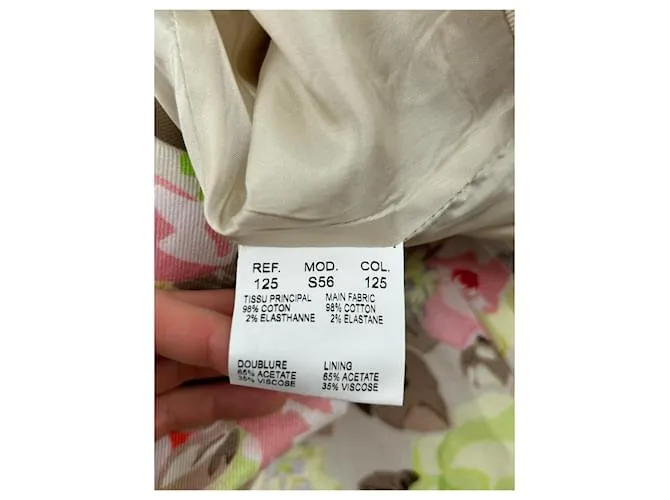 REF. MOD. COL.
125 S56 125
TISSU PRINCIPAL MAIN FABRIC
98% COTON 98% COTTON
2% ELASTHANNE 2% ELASTANE
DOUBLURE LINING
65% ACETATE 65% ACETATE
35% VISCOSE 35% VISCOSE